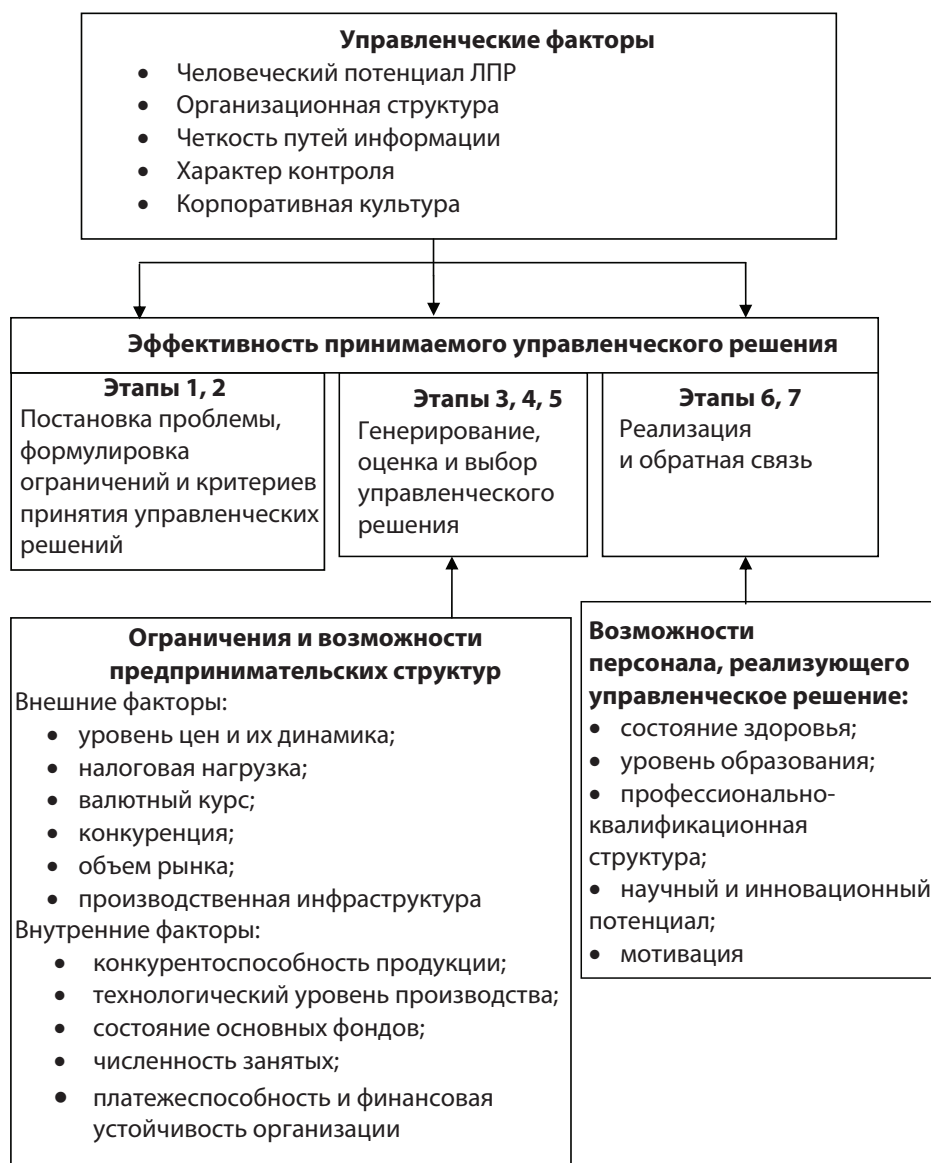 Управленческие факторы
• Человеческий потенциал ЛПР
• Организационная структура
• Четкость путей информации
• Характер контроля
• Корпоративная культура
Эффективность принимаемого управленческого решения
Этапы 1, 2
Постановка проблемы,
формулировка
ограничений и критериев
принятия управленческих
решений
Этапы 3, 4, 5
Генерирование,
оценка и выбор
управленческого
решения
Этапы 6, 7
Реализация
и обратная связь
Ограничения и возможности
предпринимательских структур
Внешние факторы:
• уровень цен и их динамика;
• налоговая нагрузка;
• валютный курс;
• конкуренция;
• объем рынка;
• производственная инфраструктура
Внутренние факторы:
• конкурентоспособность продукции;
• технологический уровень производства;
• состояние основных фондов;
• численность занятых;
• платежеспособность и финансовая
устойчивость организации
Возможности
персонала, реализующего
управленческое решение:
• состояние здоровья;
• уровень образования;
• профессионально-
квалификационная
структура;
• научный и инновационный
потенциал;
• мотивация